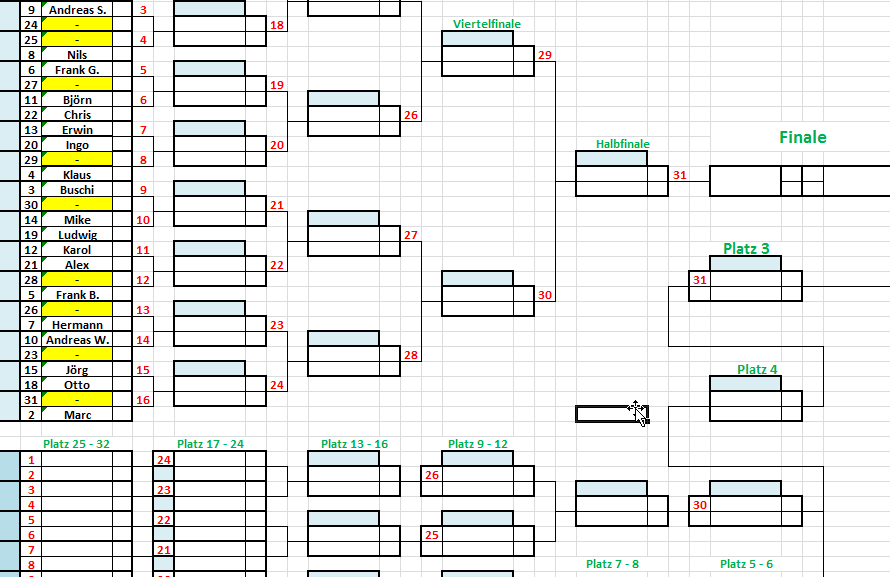 9 Andreas S. 3
24 - 18
25 - 4 Viertelfinale
8 Nils 29
6 Frank G. 5
27 - 19
11 Björn 6
22 Chris 26
13 Erwin 7 Finale
20 Ingo 20 Halbfinale
29 - 8
4 Klaus 31
3 Buschi 9
30 - 21
14 Mike 10
19 Ludwig 27
12 Karol 11 Platz 3
21 Alex 22
28 - 12 31
5 Frank B. 30
26 - 13
7 Hermann 23
10 Andreas W. 14
23 - 28
15 Jörg 15 Platz 4
18 Otto 24
31 - 16
2 Marc
Platz 25 - 32 Platz 17 - 24 Platz 13 - 16 Platz 9 - 12
1 24
2 26
3 23
4 30
5 22
6 25
7 21
8 Platz 7 - 8 Platz 5 - 6